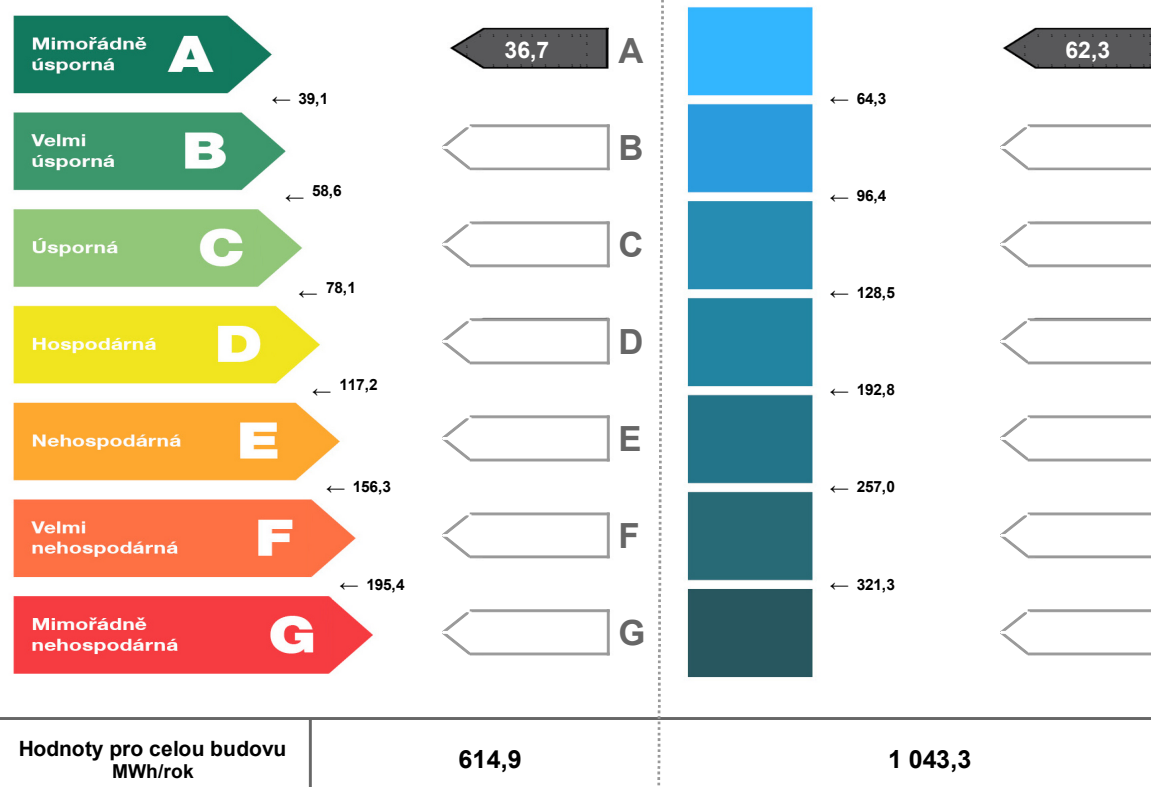 Mimořádně
úsporná
A
36,7
A
62,3
← 39,1
← 64,3
Velmi
úsporná
B
B
← 58,6
← 96,4
Úsporná
C
C
← 78,1
← 128,5
Hospodárná
D
D
← 117,2
← 192,8
Nehospodárná
E
E
← 156,3
← 257,0
Velmi
nehospodárná
F
F
← 195,4
← 321,3
Mimořádně
nehospodárná
G
G
Hodnoty pro celou budovu
MWh/rok
614,9
1 043,3